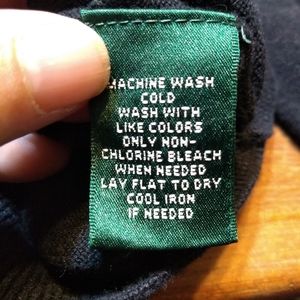 MACHINE WASH
COLD
WASH WITH
LIKE COLORS
ONLY NON-
CHLORINE BLEACH
WHEN NEEDED
LAY FLAT TO DRY
COOL IRON
IF NEEDED